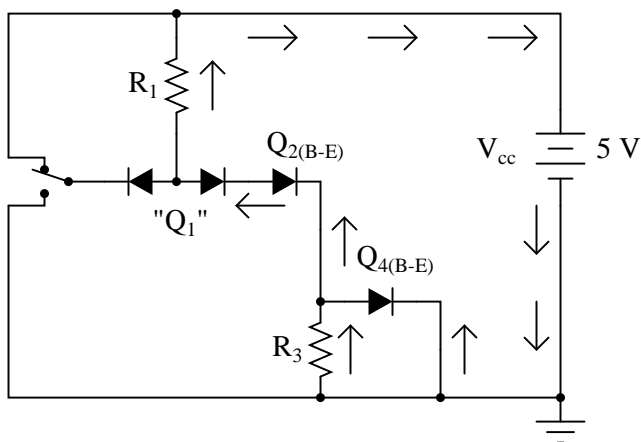 R1
Q2(B-E)
Vcc 5 V
"Q1"
Q4(B-E)
R3